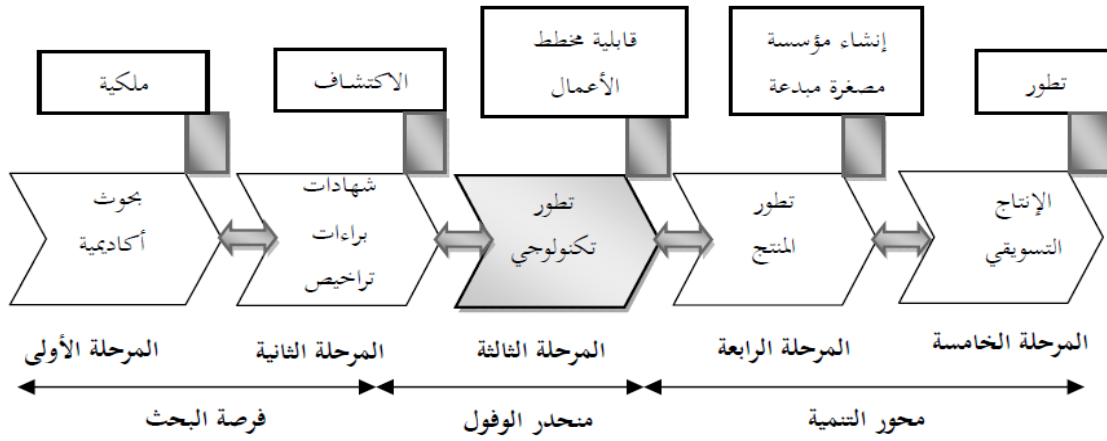 ملكية
الاكتشاف
قابلية مخطط
الأعمال
إنشاء مؤسسة
مصغرة مبدعة
تطور
بحوث
أكاديمية
شهادات
براءات
تراخيص
تطور
تكنولوجي
تطور
المنتج
الإنتاج
التسويقي
المرحلة الأولى
المرحلة الثانية
المرحلة الثالثة
المرحلة الرابعة
المرحلة الخامسة
فرصة البحث
منحدر الوفول
محور التنمية